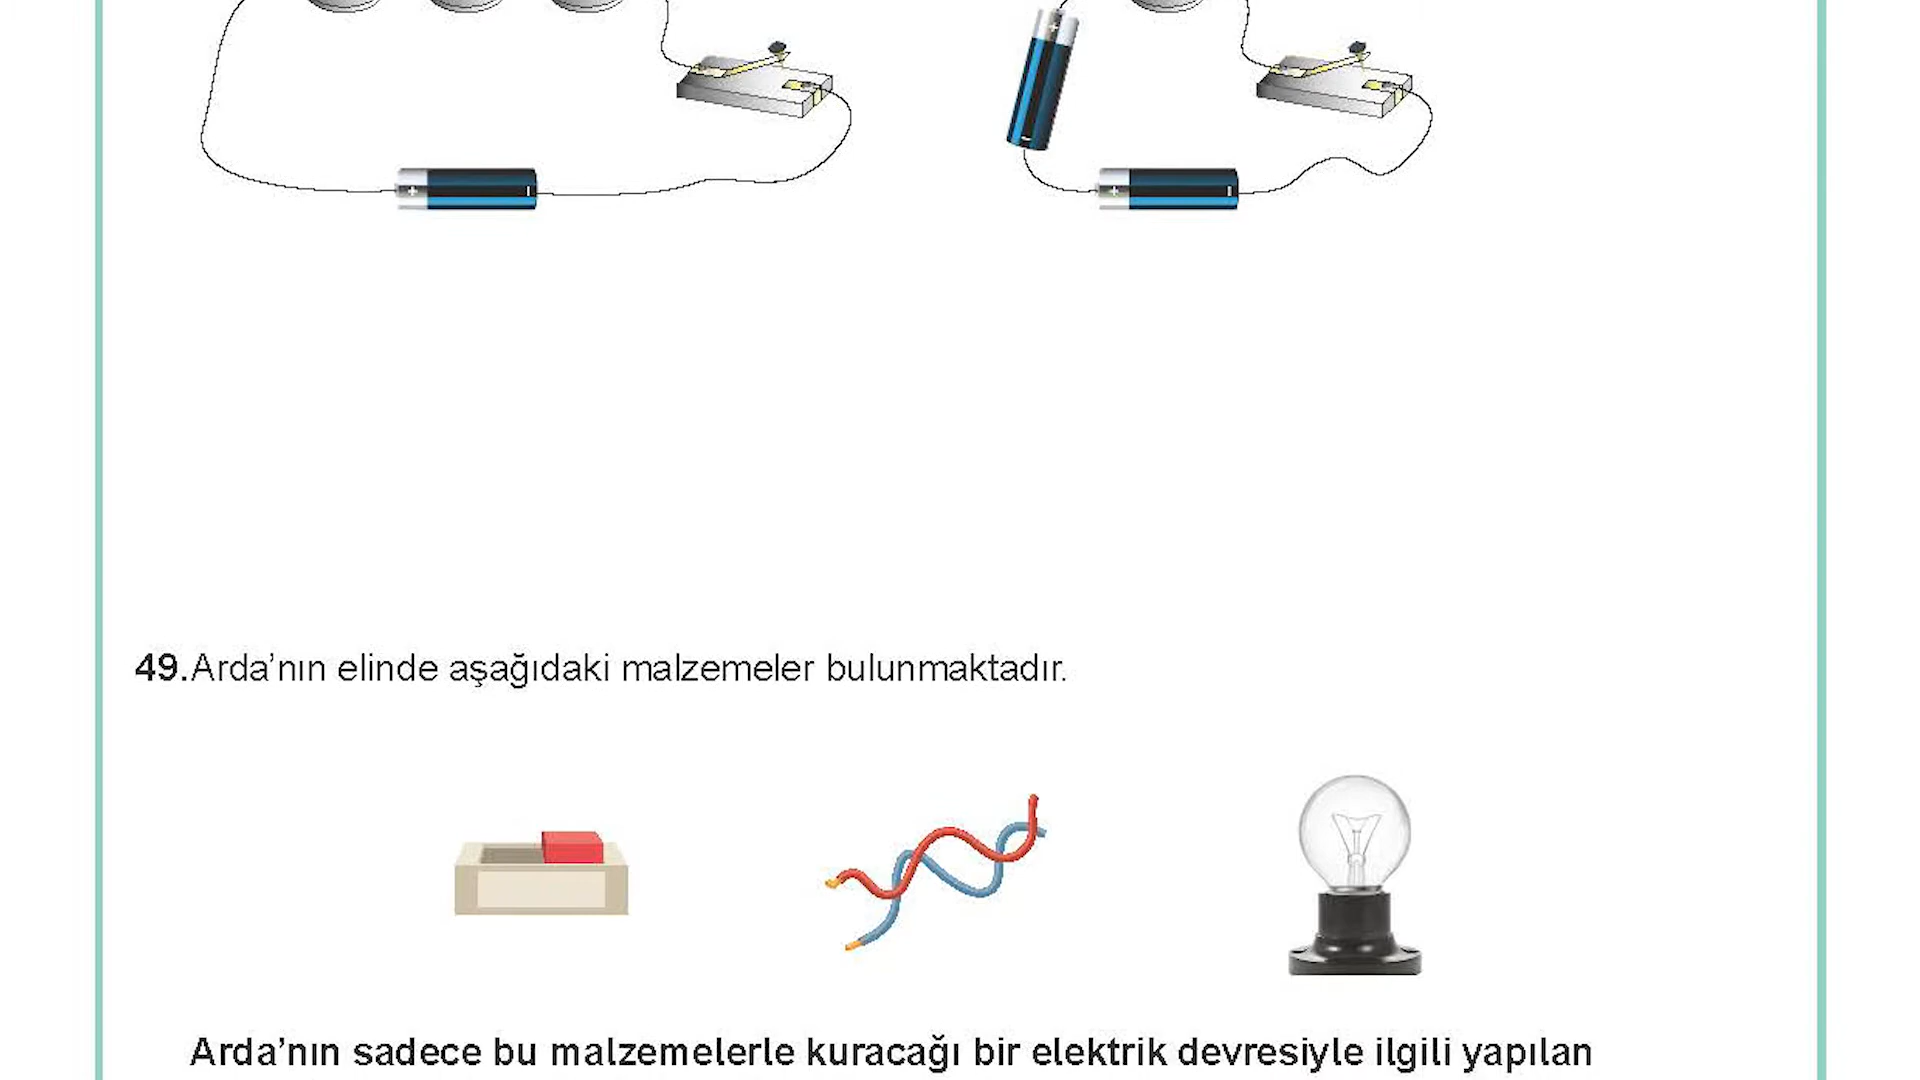 49.Arda’nın elinde aşağıdaki malzemeler bulunmaktadır.
Arda’nın sadece bu malzemelerle kuracağı bir elektrik devresiyle ilgili yapılan